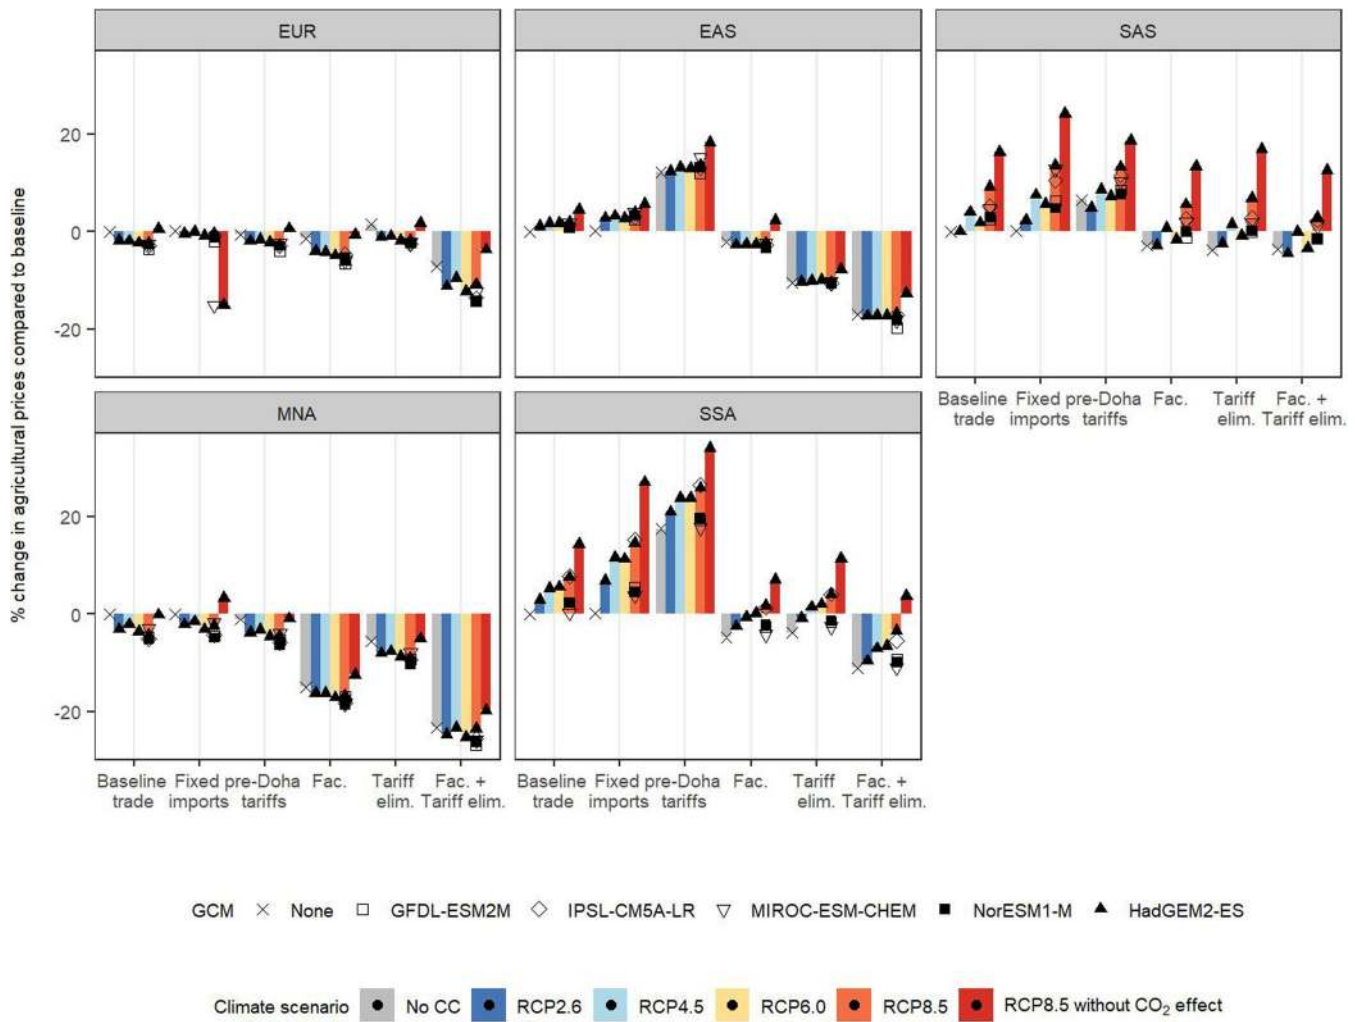 EUR
EAS
SAS
% change in agricultural prices compared to baseline
20
0
-20
Baseline trade
Fixed imports
pre-Doha tariffs
Fac.
Tariff elim.
Fac. + Tariff elim.
MNA
SSA
20
0
-20
Baseline trade
Fixed imports
pre-Doha tariffs
Fac.
Tariff elim.
Fac. + Tariff elim.
Baseline trade
Fixed imports
pre-Doha tariffs
Fac.
Tariff elim.
Fac. + Tariff elim.
GCM None GFDL-ESM2M IPSL-CM5A-LR MIROC-ESM-CHEM NorESM1-M HadGEM2-ES
Climate scenario No CC RCP2.6 RCP4.5 RCP6.0 RCP8.5 RCP8.5 without CO₂ effect